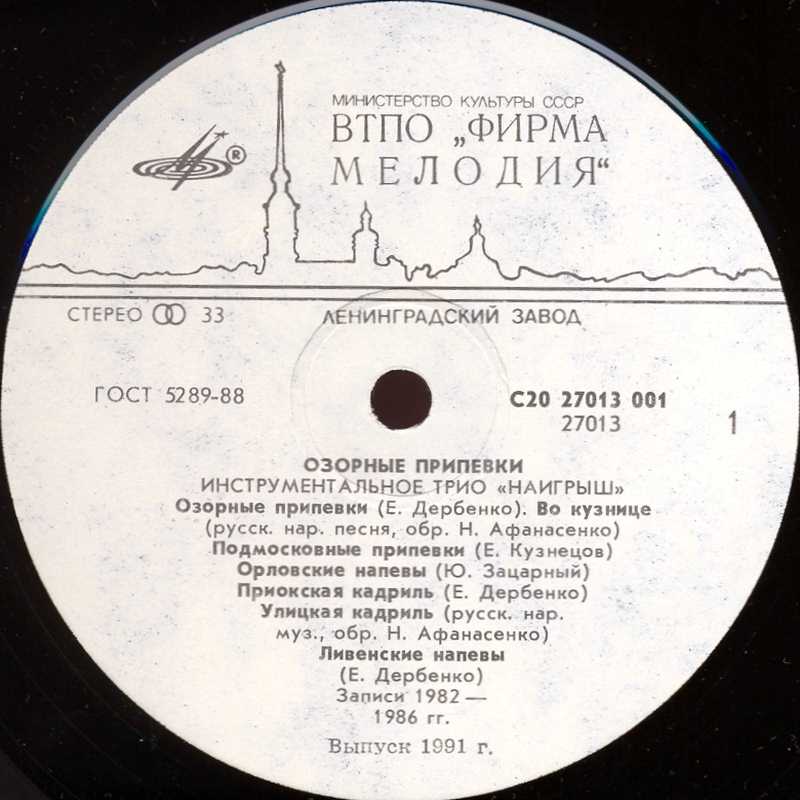 МИНИСТЕРСТВО КУЛЬТУРЫ СССР
ВТПО „ФИРМА
МЕЛОДИЯ“
®
СТЕРЕО 33
ЛЕНИНГРАДСКИЙ ЗАВОД
ГОСТ 5289-88
С20 27013 001
27013
1
ОЗОРНЫЕ ПРИПЕВКИ
ИНСТРУМЕНТАЛЬНОЕ ТРИО «НАИГРЫШ»
Озорные припевки (Е. Дербенко). Во кузнице
(русск. нар. песня, обр. Н. Афанасенко)
Подмосковные припевки (Е. Кузнецов)
Орловские напевы (Ю. Зацарный)
Приокская кадриль (Е. Дербенко)
Улицкая кадриль (русск. нар.
муз., обр. Н. Афанасенко)
Ливенские напевы
(Е. Дербенко)
Записи 1982 —
1986 гг.
Выпуск 1991 г.